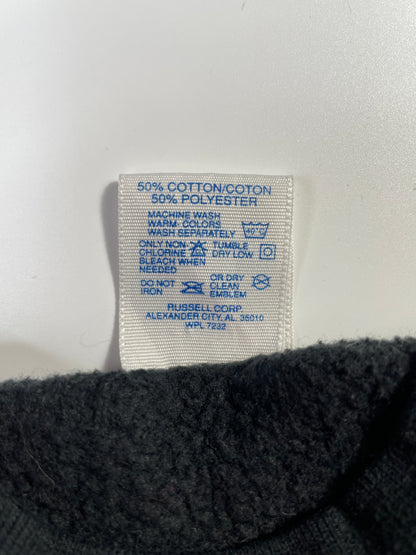 50% COTTON/COTON
50% POLYESTER
MACHINE WASH
WARM. COLORS
WASH SEPARATELY
ONLY NON- TUMBLE
CHLORINE DRY LOW
BLEACH WHEN
NEEDED
DO NOT OR DRY
IRON CLEAN
EMBLEM
RUSSELL CORP.
ALEXANDER CITY, AL. 35010
WPL 7232